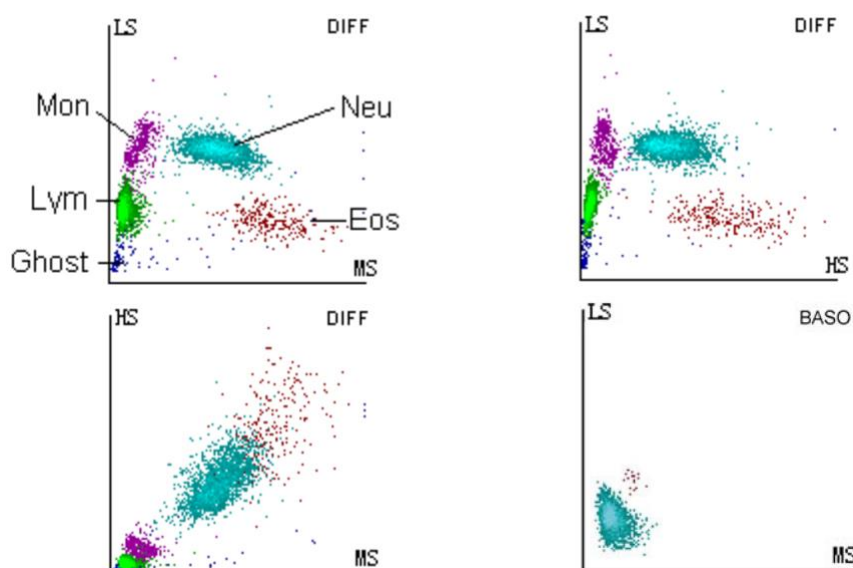 LS DIFF
Mon
Neu
Lym
Eos
Ghost
MS
LS DIFF
HS
HS DIFF
MS
LS BASO
MS